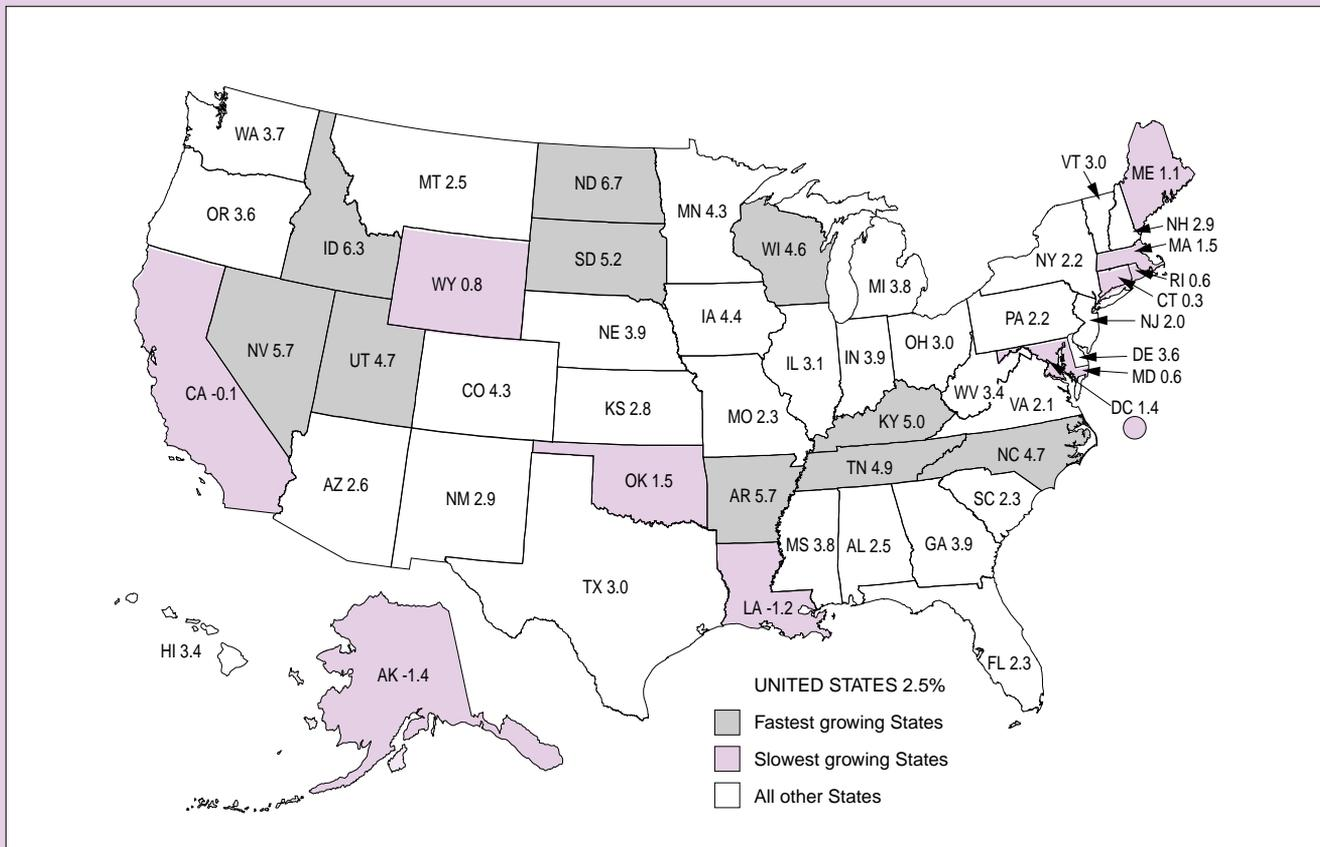 WA 3.7
OR 3.6
CA -0.1
ID 6.3
NV 5.7
MT 2.5
WY 0.8
UT 4.7
AZ 2.6
CO 4.3
NM 2.9
ND 6.7
SD 5.2
NE 3.9
KS 2.8
OK 1.5
TX 3.0
MN 4.3
IA 4.4
MO 2.3
AR 5.7
LA -1.2
WI 4.6
IL 3.1
MI 3.8
IN 3.9
OH 3.0
KY 5.0
TN 4.9
MS 3.8
AL 2.5
GA 3.9
FL 2.3
SC 2.3
NC 4.7
VA 2.1
WV 3.4
PA 2.2
NY 2.2
VT 3.0
ME 1.1
NH 2.9
MA 1.5
RI 0.6
CT 0.3
NJ 2.0
DE 3.6
MD 0.6
DC 1.4
HI 3.4
AK -1.4
UNITED STATES 2.5%
Fastest growing States
Slowest growing States
All other States